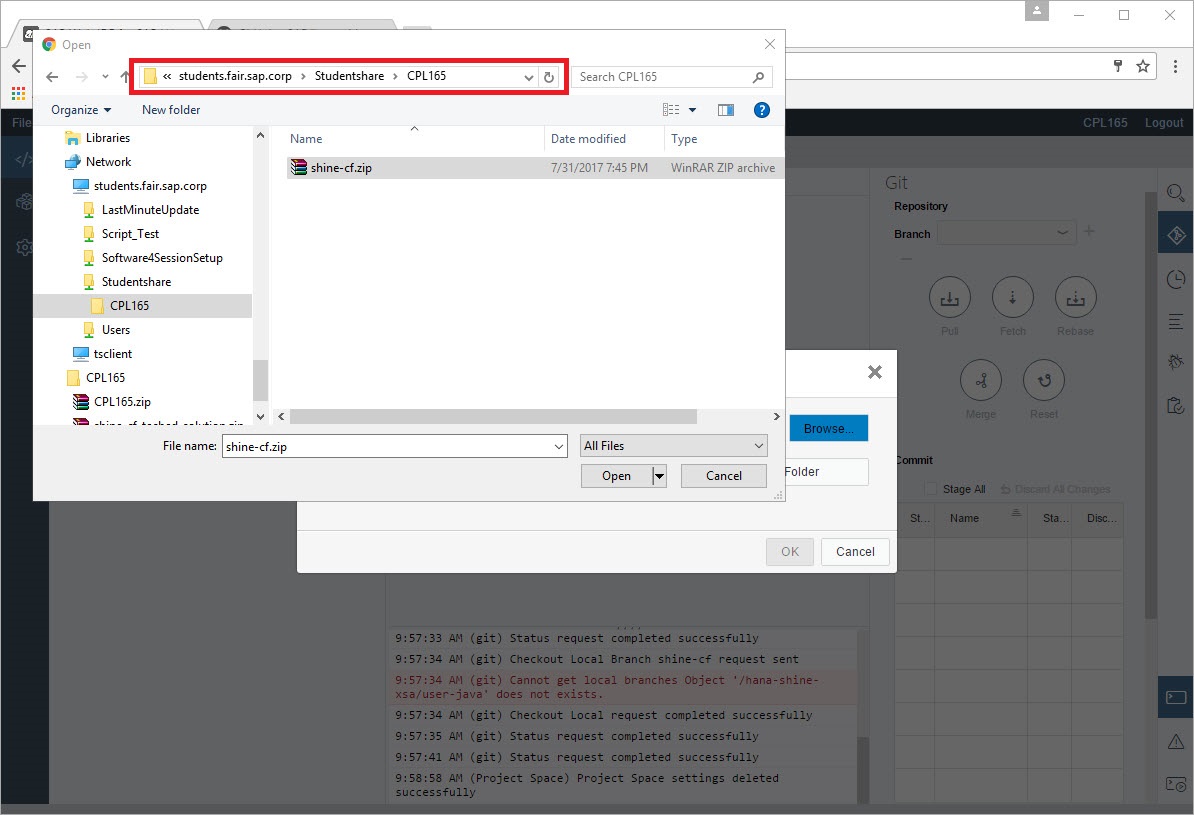 Open
« students.fair.sap.corp › Studentshare › CPL165
Search CPL165
Organize
New folder
File
CPL165
Logout
Libraries
Network
students.fair.sap.corp
LastMinuteUpdate
Script_Test
Software4SessionSetup
Studentshare
CPL165
Users
tsclient
CPL165
CPL165.zip
Name
Date modified
Type
shine-cf.zip
7/31/2017 7:45 PM
WinRAR ZIP archive
File name:
shine-cf.zip
All Files
Open
Cancel
Browse...
Folder
OK
Cancel
Git
Repository
Branch
Pull
Fetch
Rebase
Merge
Reset
Commit
Stage All
Discard All Changes
St...
Name
Sta...
Disc...
9:57:33 AM (git) Status request completed successfully
9:57:34 AM (git) Checkout Local Branch shine-cf request sent
9:57:34 AM (git) Cannot get local branches Object '/hana-shine-
xsa/user-java' does not exists.
9:57:34 AM (git) Checkout Local request completed successfully
9:57:35 AM (git) Status request completed successfully
9:57:41 AM (git) Status request completed successfully
9:58:58 AM (Project Space) Project Space settings deleted
successfully